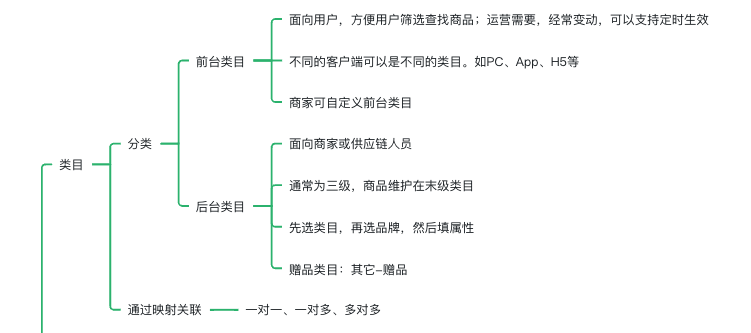 面向用户，方便用户筛选查找商品；运营需要，经常变动，可以支持定时生效
前台类目
不同的客户端可以是不同的类目。如PC、App、H5等
商家可自定义前台类目
分类
面向商家或供应链人员
类目
通常为三级，商品维护在末级类目
后台类目
先选类目，再选品牌，然后填属性
赠品类目：其它-赠品
通过映射关联
一对一、一对多、多对多